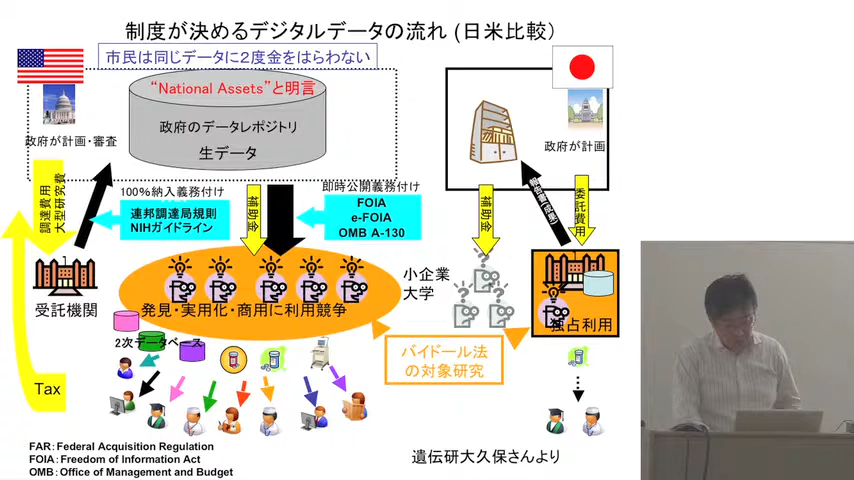 制度が決めるデジタルデータの流れ (日米比較)
市民は同じデータに２度金をはらわない
“National Assets”と明言
政府のデータレポジトリ
生データ
政府が計画・審査
政府が計画
調達費用
大型研究費
100%納入義務付け
連邦調達局規則
NIHガイドライン
補助金
即時公開義務付け
FOIA
e-FOIA
OMB A-130
補助金
報告書(成果)
委託費用
受託機関
発見・実用化・商用に利用競争
小企業
大学
独占利用
2次データベース
バイドール法
の対象研究
Tax
FAR：Federal Acquisition Regulation
FOIA：Freedom of Information Act
OMB：Office of Management and Budget
遺伝研大久保さんより